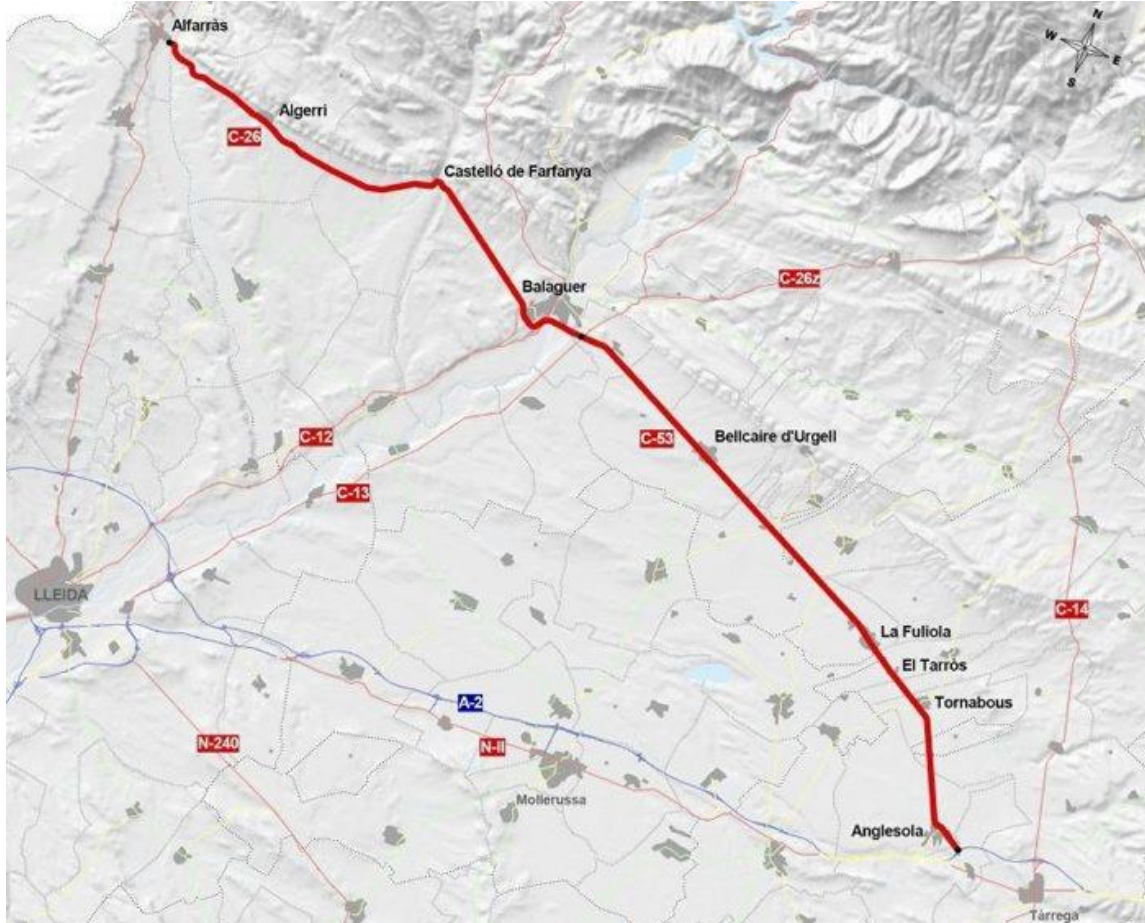 Alfarràs
N
W
E
S
Algerri
C-26
Castelló de Farfanya
C-26z
Balaguer
C-12
C-53
Bellcaire d'Urgell
C-13
LLEIDA
C-14
La Fuliola
El Tarròs
A-2
Tornabous
N-240
N-II
Mollerussa
Anglesola
Tàrrega